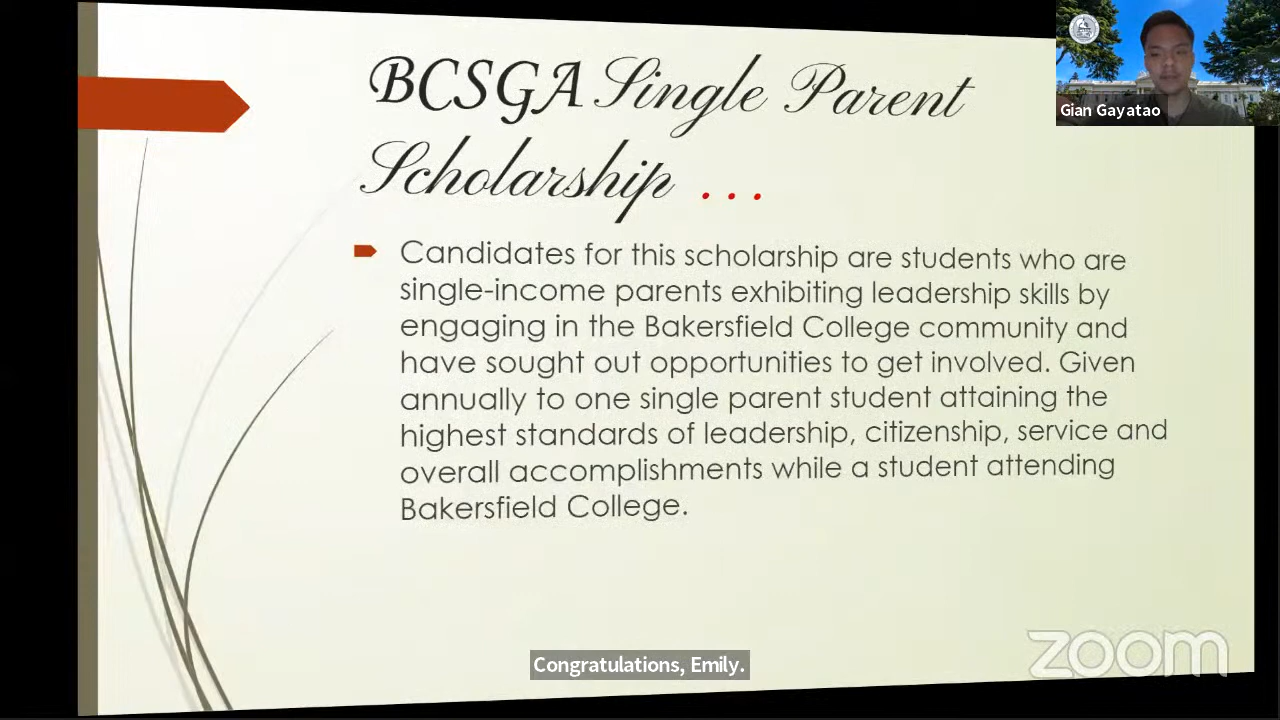 BCSGA Single Parent
Scholarship ...
Gian Gayatao
Candidates for this scholarship are students who are
single-income parents exhibiting leadership skills by
engaging in the Bakersfield College community and
have sought out opportunities to get involved. Given
annually to one single parent student attaining the
highest standards of leadership, citizenship, service and
overall accomplishments while a student attending
Bakersfield College.
Congratulations, Emily.
zoom